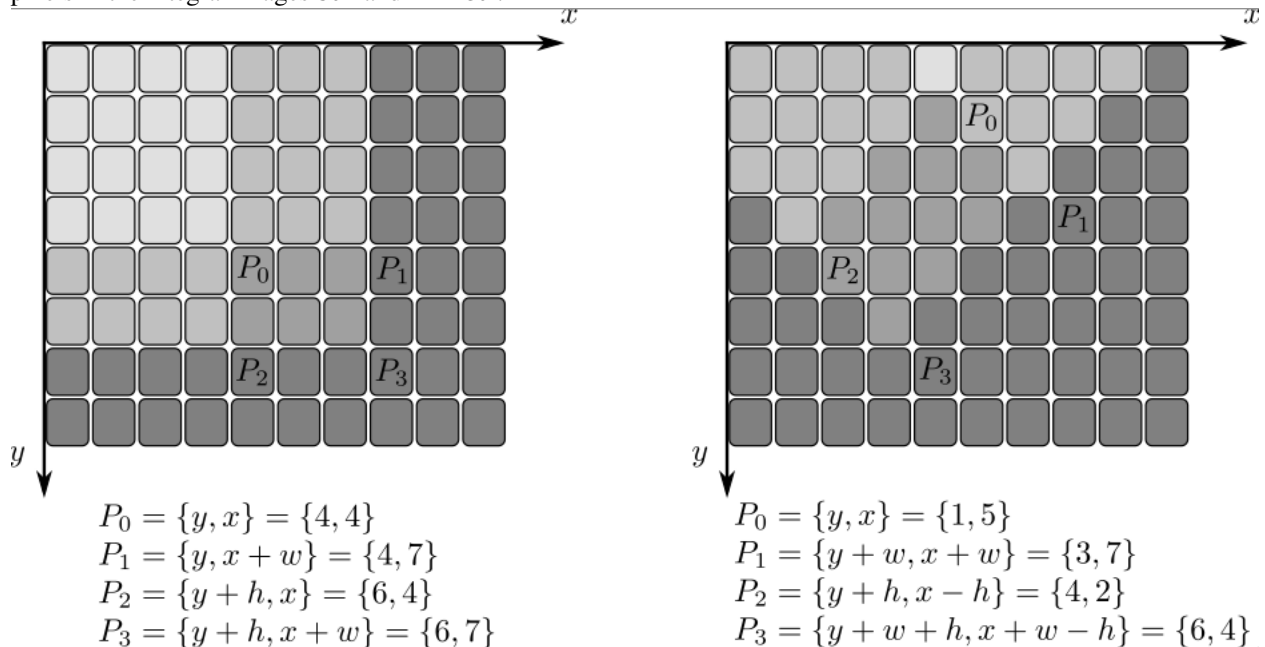 x
x
P₀
P₁
P₀
P₁
P₂
P₂
P₃
P₃
y
y
P₀ = {y, x} = {4, 4}
P₁ = {y, x + w} = {4, 7}
P₂ = {y + h, x} = {6, 4}
P₃ = {y + h, x + w} = {6, 7}
P₀ = {y, x} = {1, 5}
P₁ = {y + w, x + w} = {3, 7}
P₂ = {y + h, x − h} = {4, 2}
P₃ = {y + w + h, x + w − h} = {6, 4}